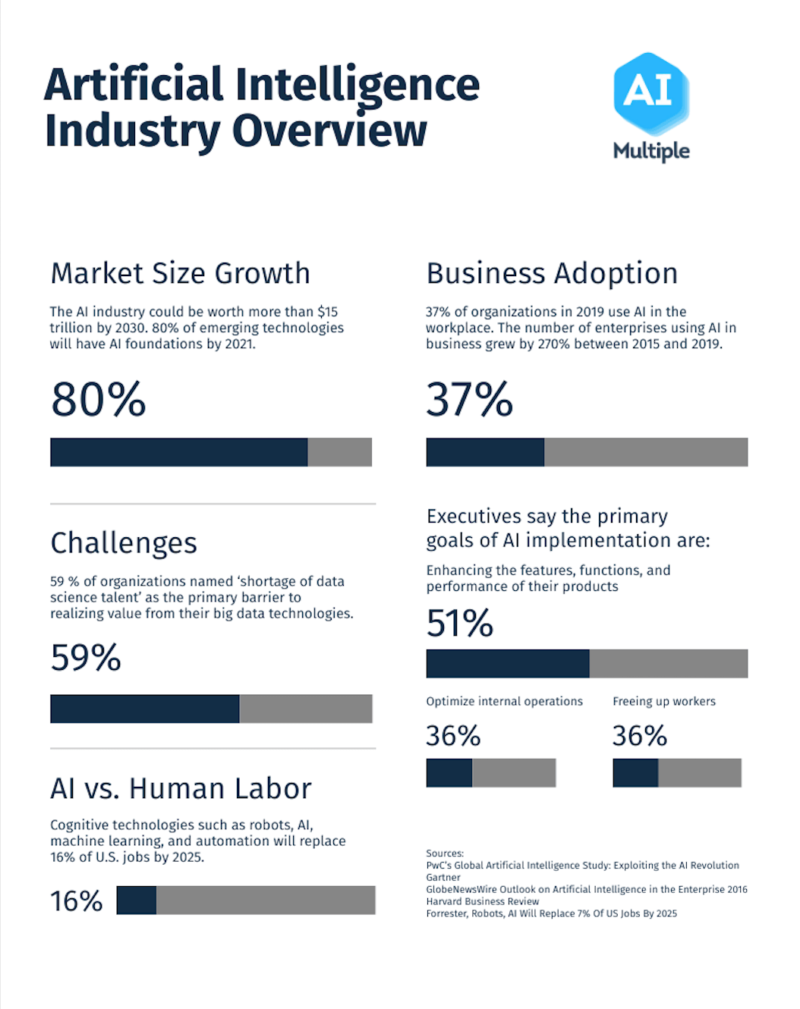 Artificial Intelligence
Industry Overview
AI
Multiple
Market Size Growth
The AI industry could be worth more than $15
trillion by 2030. 80% of emerging technologies
will have AI foundations by 2021.
80%
Challenges
59 % of organizations named ‘shortage of data
science talent’ as the primary barrier to
realizing value from their big data technologies.
59%
AI vs. Human Labor
Cognitive technologies such as robots, AI,
machine learning, and automation will replace
16% of U.S. jobs by 2025.
16%
Business Adoption
37% of organizations in 2019 use AI in the
workplace. The number of enterprises using AI in
business grew by 270% between 2015 and 2019.
37%
Executives say the primary
goals of AI implementation are:
Enhancing the features, functions, and
performance of their products
51%
Optimize internal operations
36%
Freeing up workers
36%
Sources:
PwC’s Global Artificial Intelligence Study: Exploiting the AI Revolution
Gartner
GlobeNewsWire Outlook on Artificial Intelligence in the Enterprise 2016
Harvard Business Review
Forrester, Robots, AI Will Replace 7% Of US Jobs By 2025